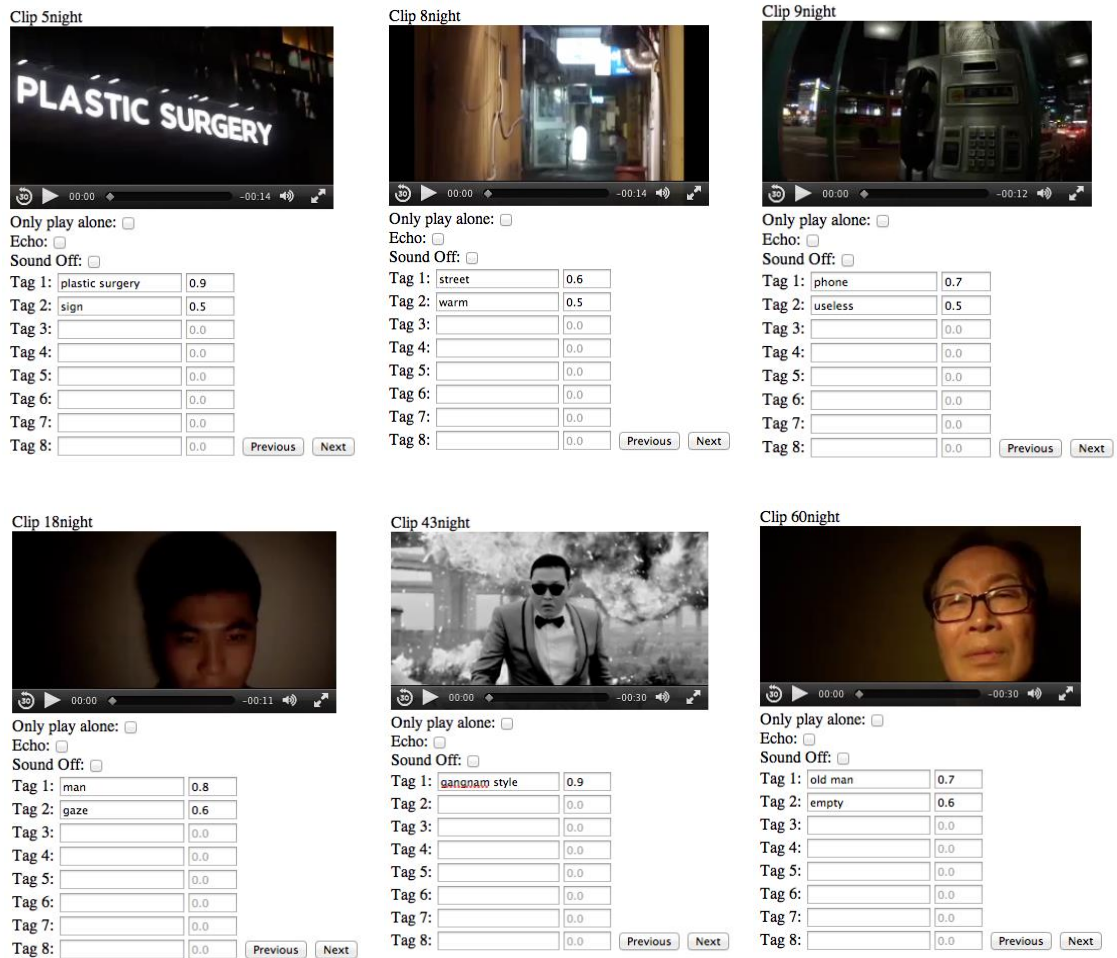 Clip 5night
PLASTIC SURGERY
30 00:00 -00:14
Only play alone:
Echo:
Sound Off:
Tag 1: plastic surgery 0.9
Tag 2: sign 0.5
Tag 3: 0.0
Tag 4: 0.0
Tag 5: 0.0
Tag 6: 0.0
Tag 7: 0.0
Tag 8: 0.0 Previous Next
Clip 8night
30 00:00 -00:14
Only play alone:
Echo:
Sound Off:
Tag 1: street 0.6
Tag 2: warm 0.5
Tag 3: 0.0
Tag 4: 0.0
Tag 5: 0.0
Tag 6: 0.0
Tag 7: 0.0
Tag 8: 0.0 Previous Next
Clip 9night
30 00:00 -00:12
Only play alone:
Echo:
Sound Off:
Tag 1: phone 0.7
Tag 2: useless 0.5
Tag 3: 0.0
Tag 4: 0.0
Tag 5: 0.0
Tag 6: 0.0
Tag 7: 0.0
Tag 8: 0.0 Previous Next
Clip 18night
30 00:00 -00:11
Only play alone:
Echo:
Sound Off:
Tag 1: man 0.8
Tag 2: gaze 0.6
Tag 3: 0.0
Tag 4: 0.0
Tag 5: 0.0
Tag 6: 0.0
Tag 7: 0.0
Tag 8: 0.0 Previous Next
Clip 43night
30 00:00 -00:30
Only play alone:
Echo:
Sound Off:
Tag 1: gangnam style 0.9
Tag 2: 0.0
Tag 3: 0.0
Tag 4: 0.0
Tag 5: 0.0
Tag 6: 0.0
Tag 7: 0.0
Tag 8: 0.0 Previous Next
Clip 60night
30 00:00 -00:30
Only play alone:
Echo:
Sound Off:
Tag 1: old man 0.7
Tag 2: empty 0.6
Tag 3: 0.0
Tag 4: 0.0
Tag 5: 0.0
Tag 6: 0.0
Tag 7: 0.0
Tag 8: 0.0 Previous Next